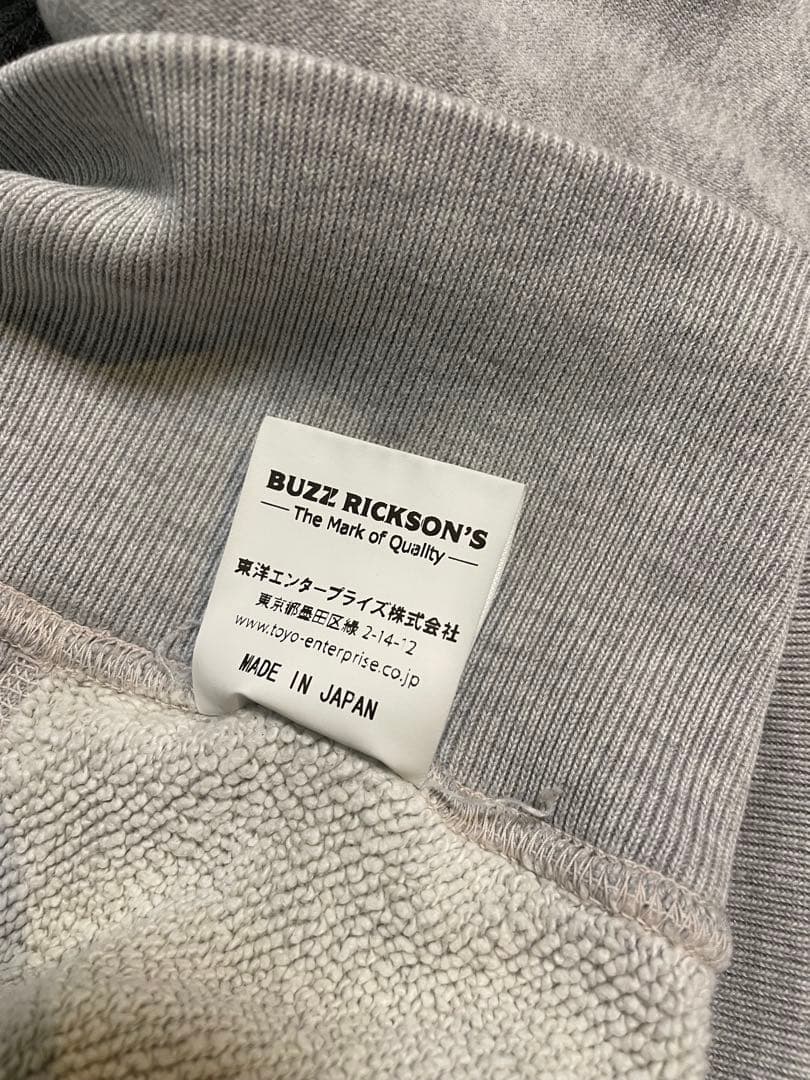 BUZZ RICKSON'S
The Mark of Quality
東洋エンタープライズ株式会社
東京都墨田区緑 2-14-12
www.toyo-enterprise.co.jp
MADE IN JAPAN